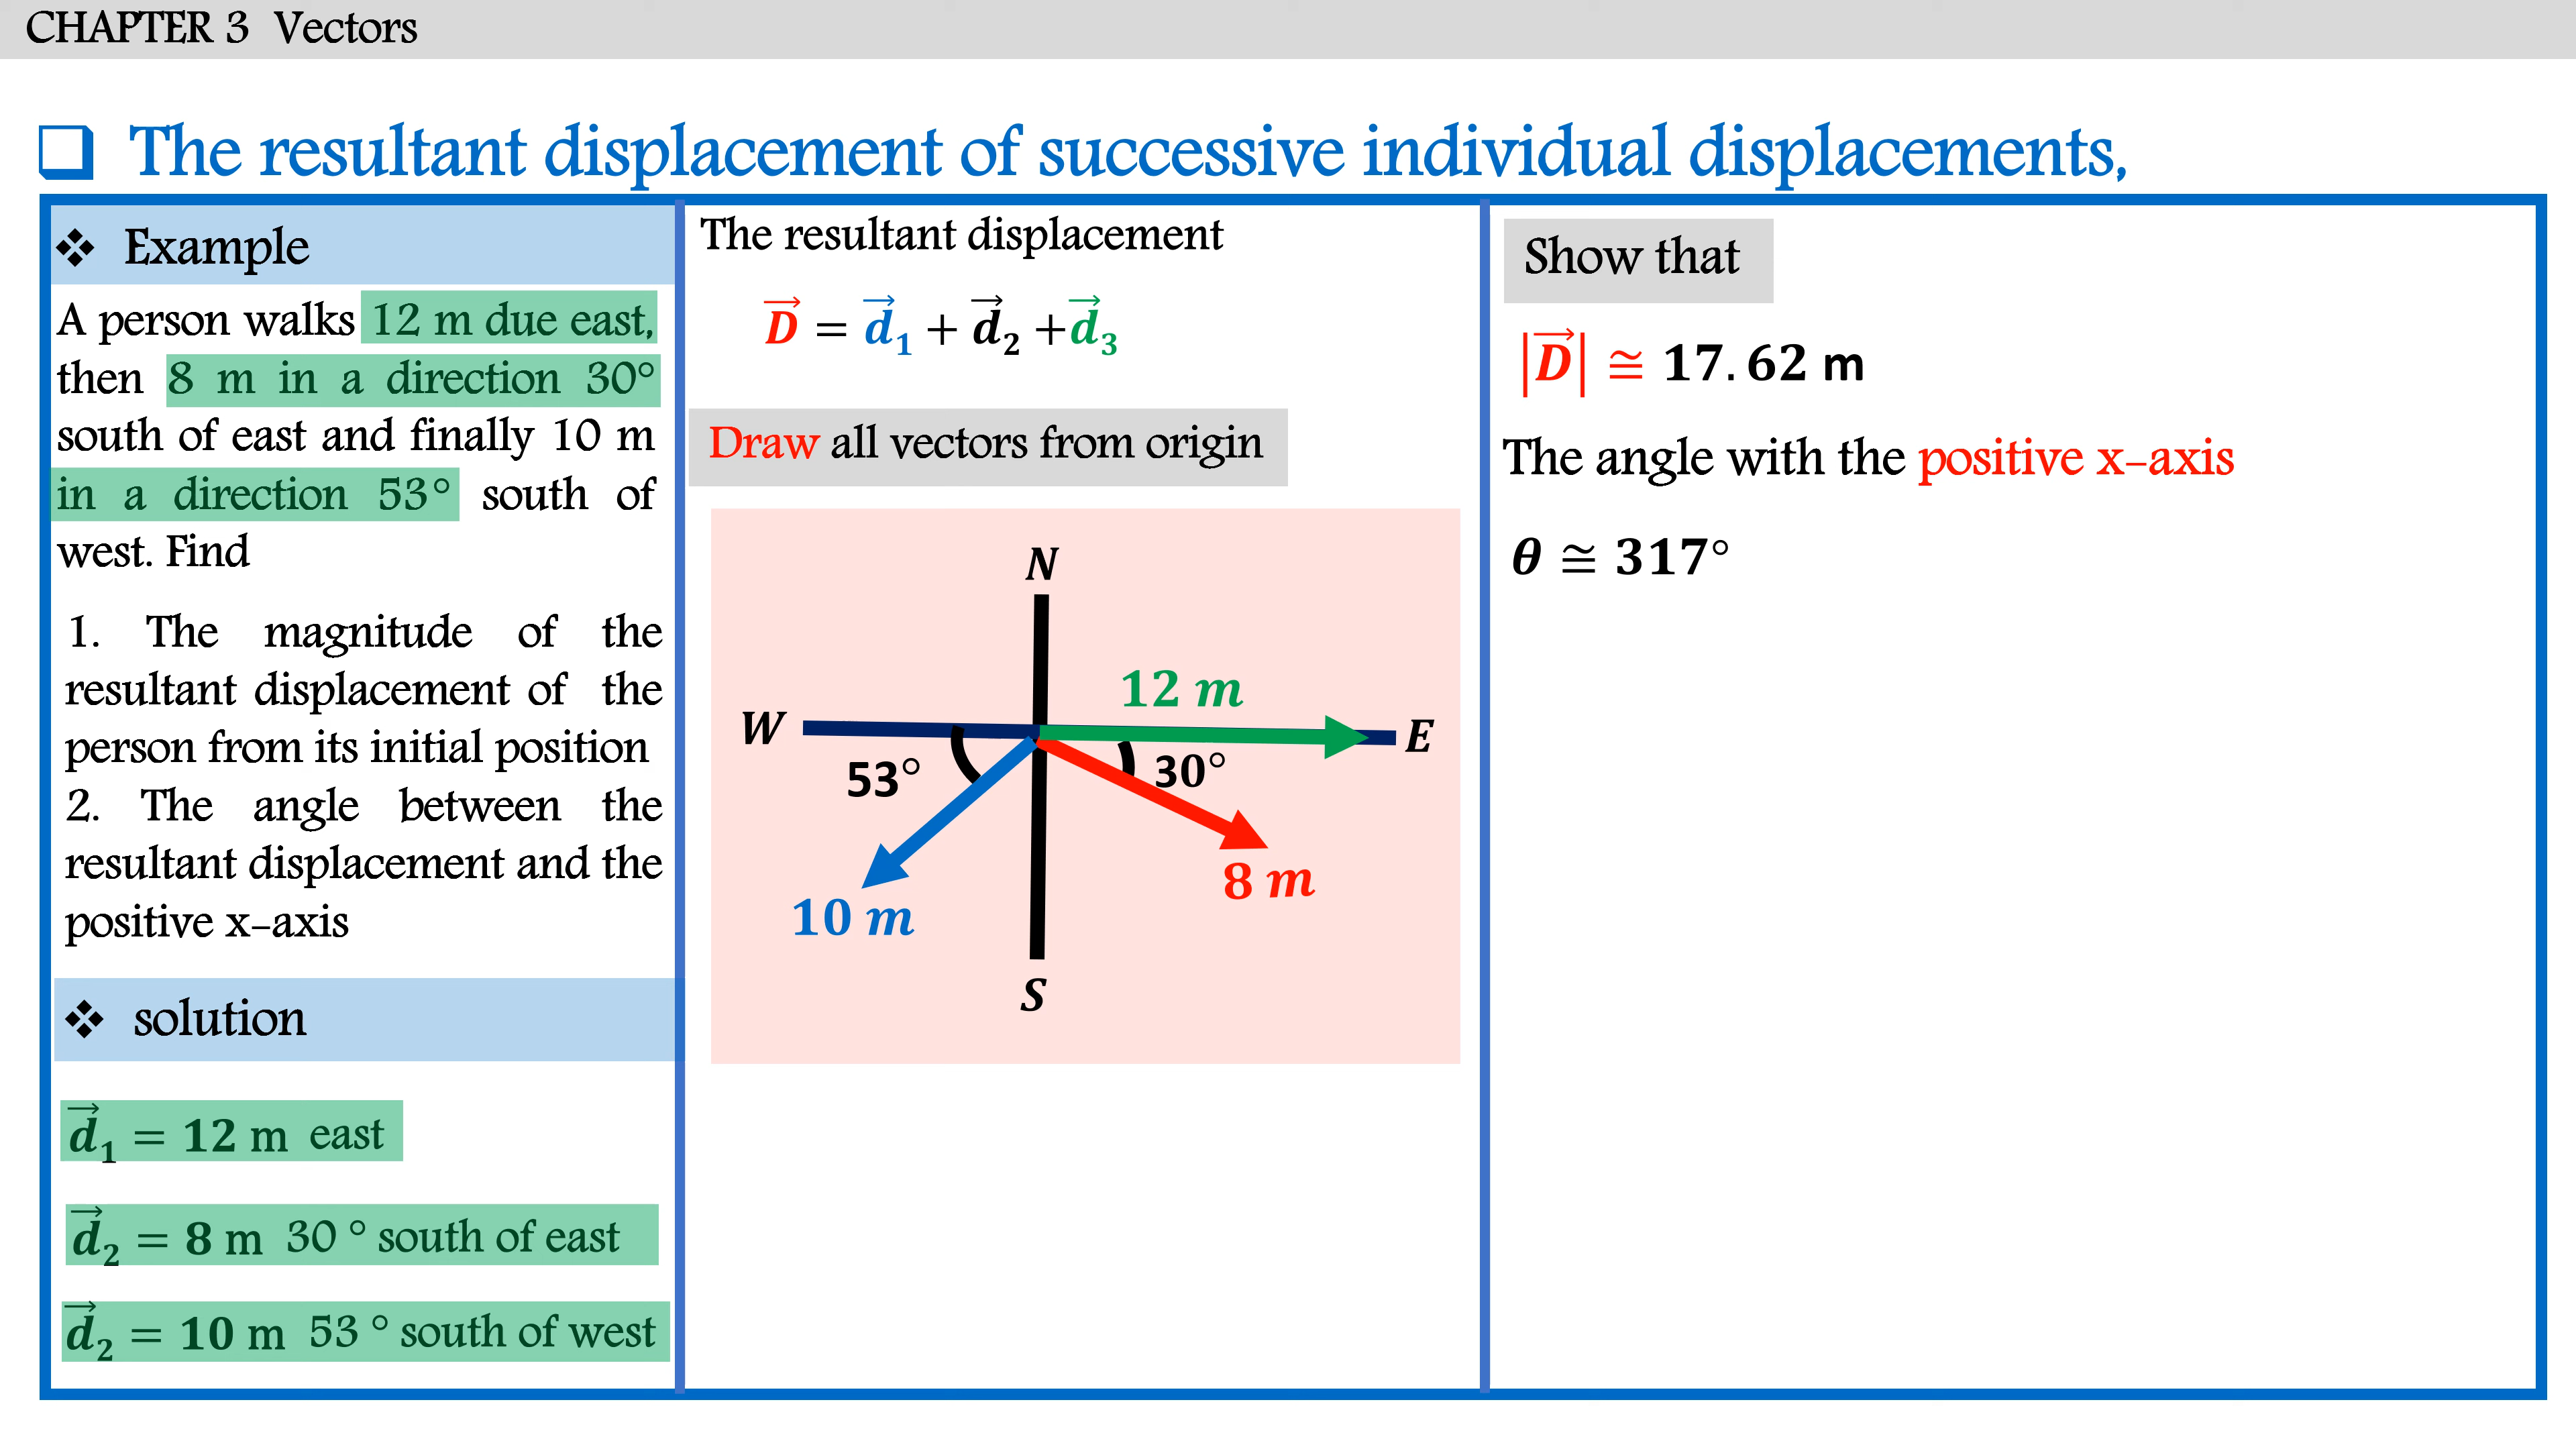 CHAPTER 3 Vectors
❑ The resultant displacement of successive individual displacements,
❖ Example
A person walks 12 m due east,
then 8 m in a direction 30°
south of east and finally 10 m
in a direction 53° south of
west. Find
1. The magnitude of the
resultant displacement of the
person from its initial position
2. The angle between the
resultant displacement and the
positive x-axis
❖ solution
d⃗₁ = 12 m east
d⃗₂ = 8 m 30 ° south of east
d⃗₂ = 10 m 53 ° south of west
The resultant displacement
D⃗ = d⃗₁ + d⃗₂ +d⃗₃
Draw all vectors from origin
N
12 m
W
E
53°
30°
8 m
10 m
S
Show that
|D⃗| ≅ 17.62 m
The angle with the positive x-axis
θ ≅ 317°